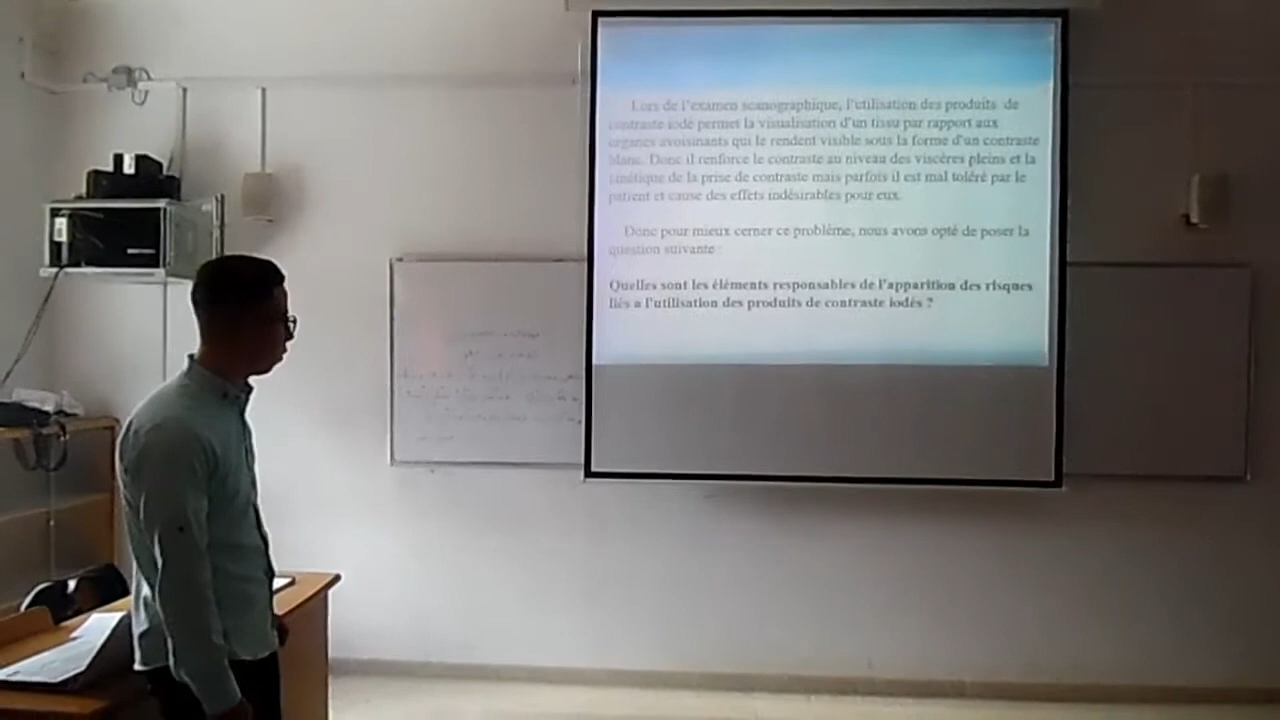 Lors de l'examen scanographique, l'utilisation des produits de
contraste iodé permet la visualisation d'un tissu par rapport aux
organes avoisinants qui le rendent visible sous la forme d'un contraste
blanc. Donc il renforce le contraste au niveau des viscères pleins et la
cinétique de la prise de contraste mais parfois il est mal toléré par le
patient et cause des effets indésirables pour eux.
Donc pour mieux cerner ce problème, nous avons opté de poser la
question suivante :
Quelles sont les éléments responsables de l'apparition des risques
liés a l'utilisation des produits de contraste iodés ?